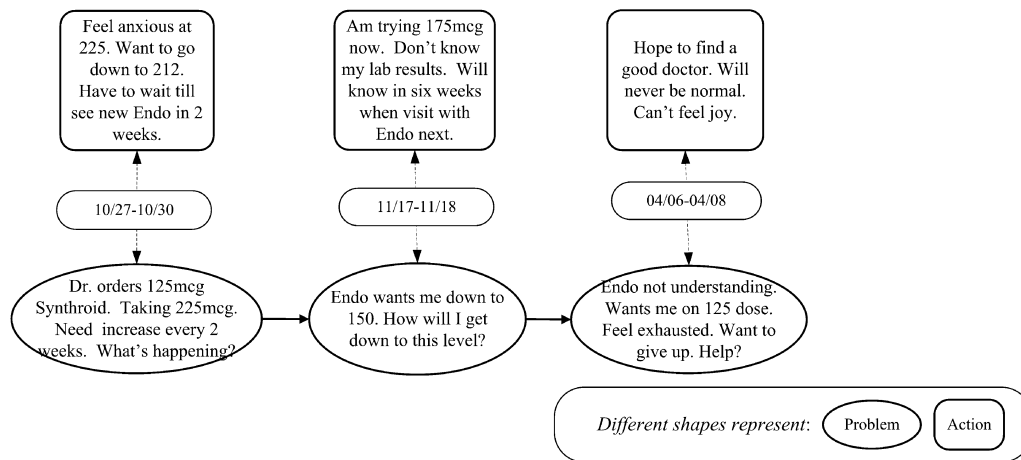 Feel anxious at
225. Want to go
down to 212.
Have to wait till
see new Endo in 2
weeks.
Am trying 175mcg
now. Don't know
my lab results. Will
know in six weeks
when visit with
Endo next.
Hope to find a
good doctor. Will
never be normal.
Can't feel joy.
10/27-10/30
11/17-11/18
04/06-04/08
Dr. orders 125mcg
Synthroid. Taking 225mcg.
Need increase every 2
weeks. What's happening?
Endo wants me down to
150. How will I get
down to this level?
Endo not understanding.
Wants me on 125 dose.
Feel exhausted. Want to
give up. Help?
Different shapes represent:
Problem
Action